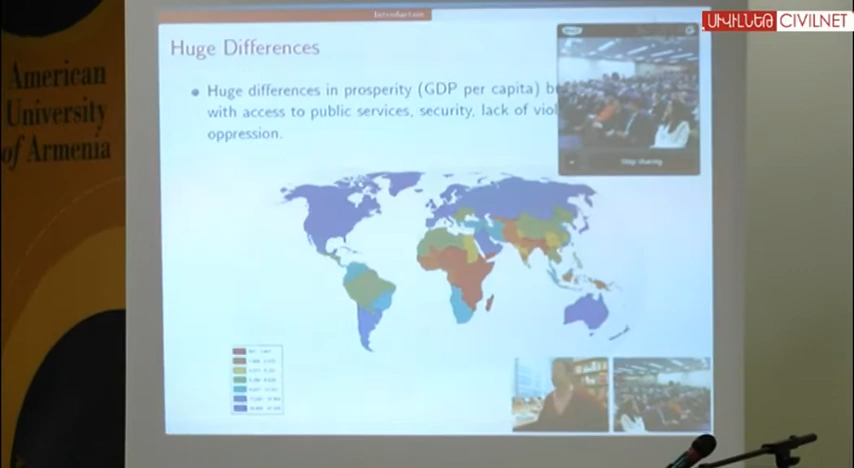 Introduction
ՍԻՎԻԼՆԵԹ CIVILNET
Huge Differences
American
University
of Armenia
Huge differences in prosperity (GDP per capita) b
with access to public services, security, lack of viol
oppression.
Stop sharing